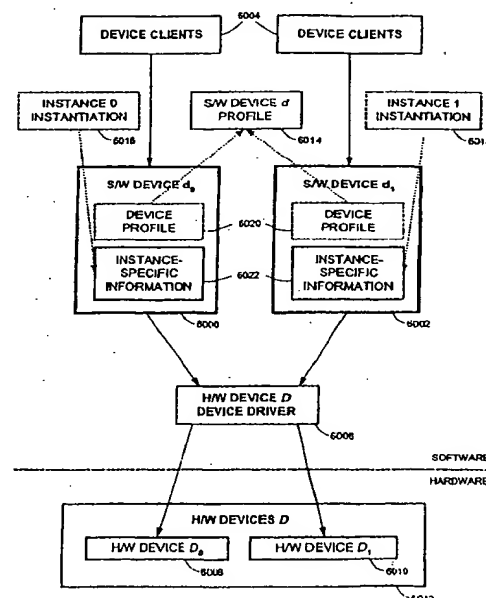 6004
DEVICE CLIENTS
DEVICE CLIENTS
INSTANCE 0
INSTANTIATION
6016
S/W DEVICE d
PROFILE
6014
INSTANCE 1
INSTANTIATION
S/W DEVICE d0
DEVICE
PROFILE
INSTANCE-
SPECIFIC
INFORMATION
6000
6020
6022
S/W DEVICE d1
DEVICE
PROFILE
INSTANCE-
SPECIFIC
INFORMATION
6002
H/W DEVICE D
DEVICE DRIVER
6006
SOFTWARE
HARDWARE
H/W DEVICES D
H/W DEVICE D0
6008
H/W DEVICE D1
6010